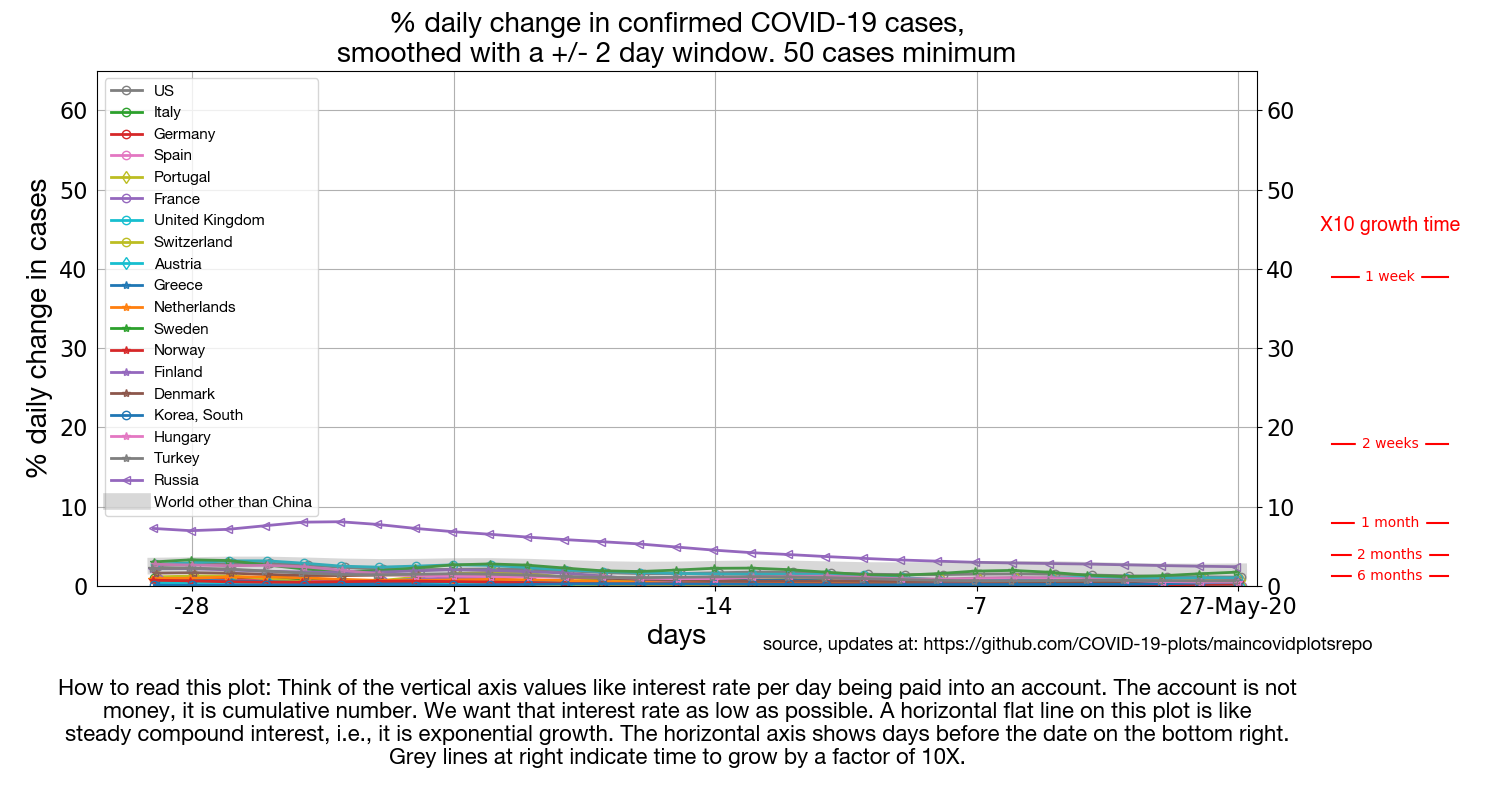 % daily change in confirmed COVID-19 cases,
smoothed with a +/- 2 day window. 50 cases minimum
% daily change in cases
60
50
40
30
20
10
0
US
Italy
Germany
Spain
Portugal
France
United Kingdom
Switzerland
Austria
Greece
Netherlands
Sweden
Norway
Finland
Denmark
Korea, South
Hungary
Turkey
Russia
World other than China
60
50
40
30
20
10
0
X10 growth time
1 week
2 weeks
1 month
2 months
6 months
-28
-21
-14
-7
27-May-20
days
source, updates at: https://github.com/COVID-19-plots/maincovidplotsrepo
How to read this plot: Think of the vertical axis values like interest rate per day being paid into an account. The account is not
money, it is cumulative number. We want that interest rate as low as possible. A horizontal flat line on this plot is like
steady compound interest, i.e., it is exponential growth. The horizontal axis shows days before the date on the bottom right.
Grey lines at right indicate time to grow by a factor of 10X.